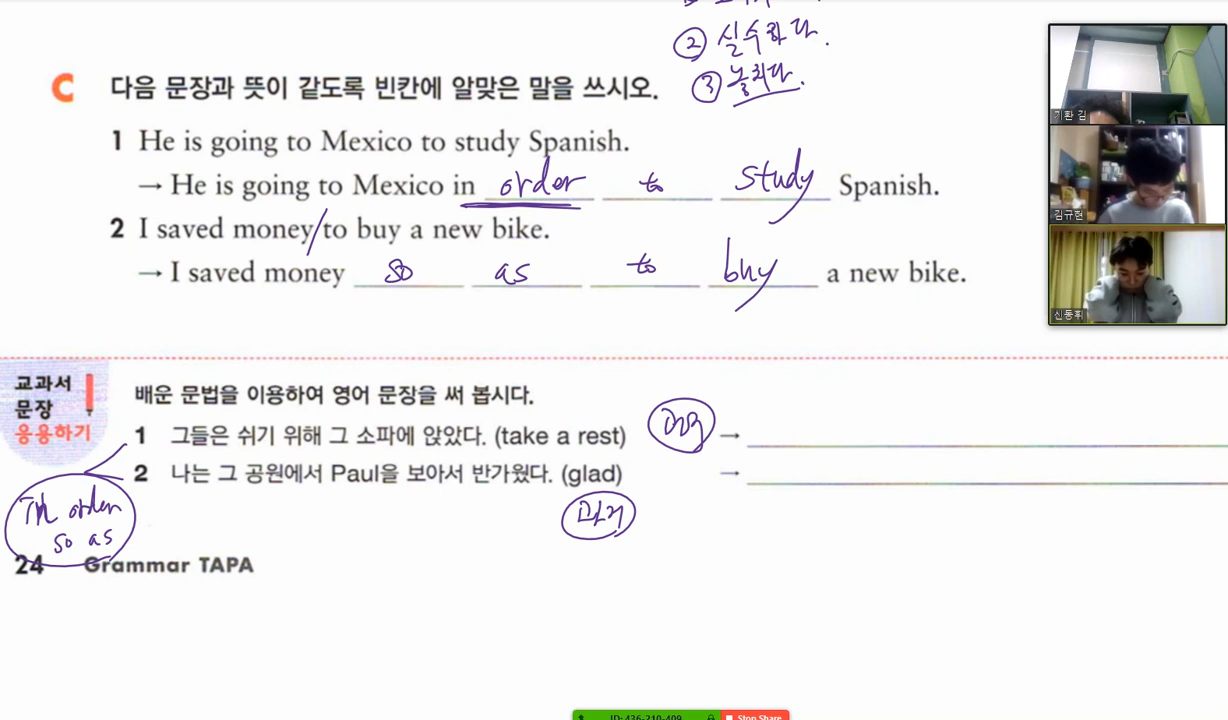 ② 실수하다.
③ 놀리다.
C 다음 문장과 뜻이 같도록 빈칸에 알맞은 말을 쓰시오.
1 He is going to Mexico to study Spanish.
→ He is going to Mexico in order to study Spanish.
2 I saved money/to buy a new bike.
→ I saved money so as to buy a new bike.
교과서
문장
응용하기
배운 문법을 이용하여 영어 문장을 써 봅시다.
1 그들은 쉬기 위해 그 소파에 앉았다. (take a rest) →
2 나는 그 공원에서 Paul을 보아서 반가웠다. (glad) →
과거
in order
so as
24 Grammar TAPA
기환 김
김규현
신동휘
ID: 436-210-409
Stop Share